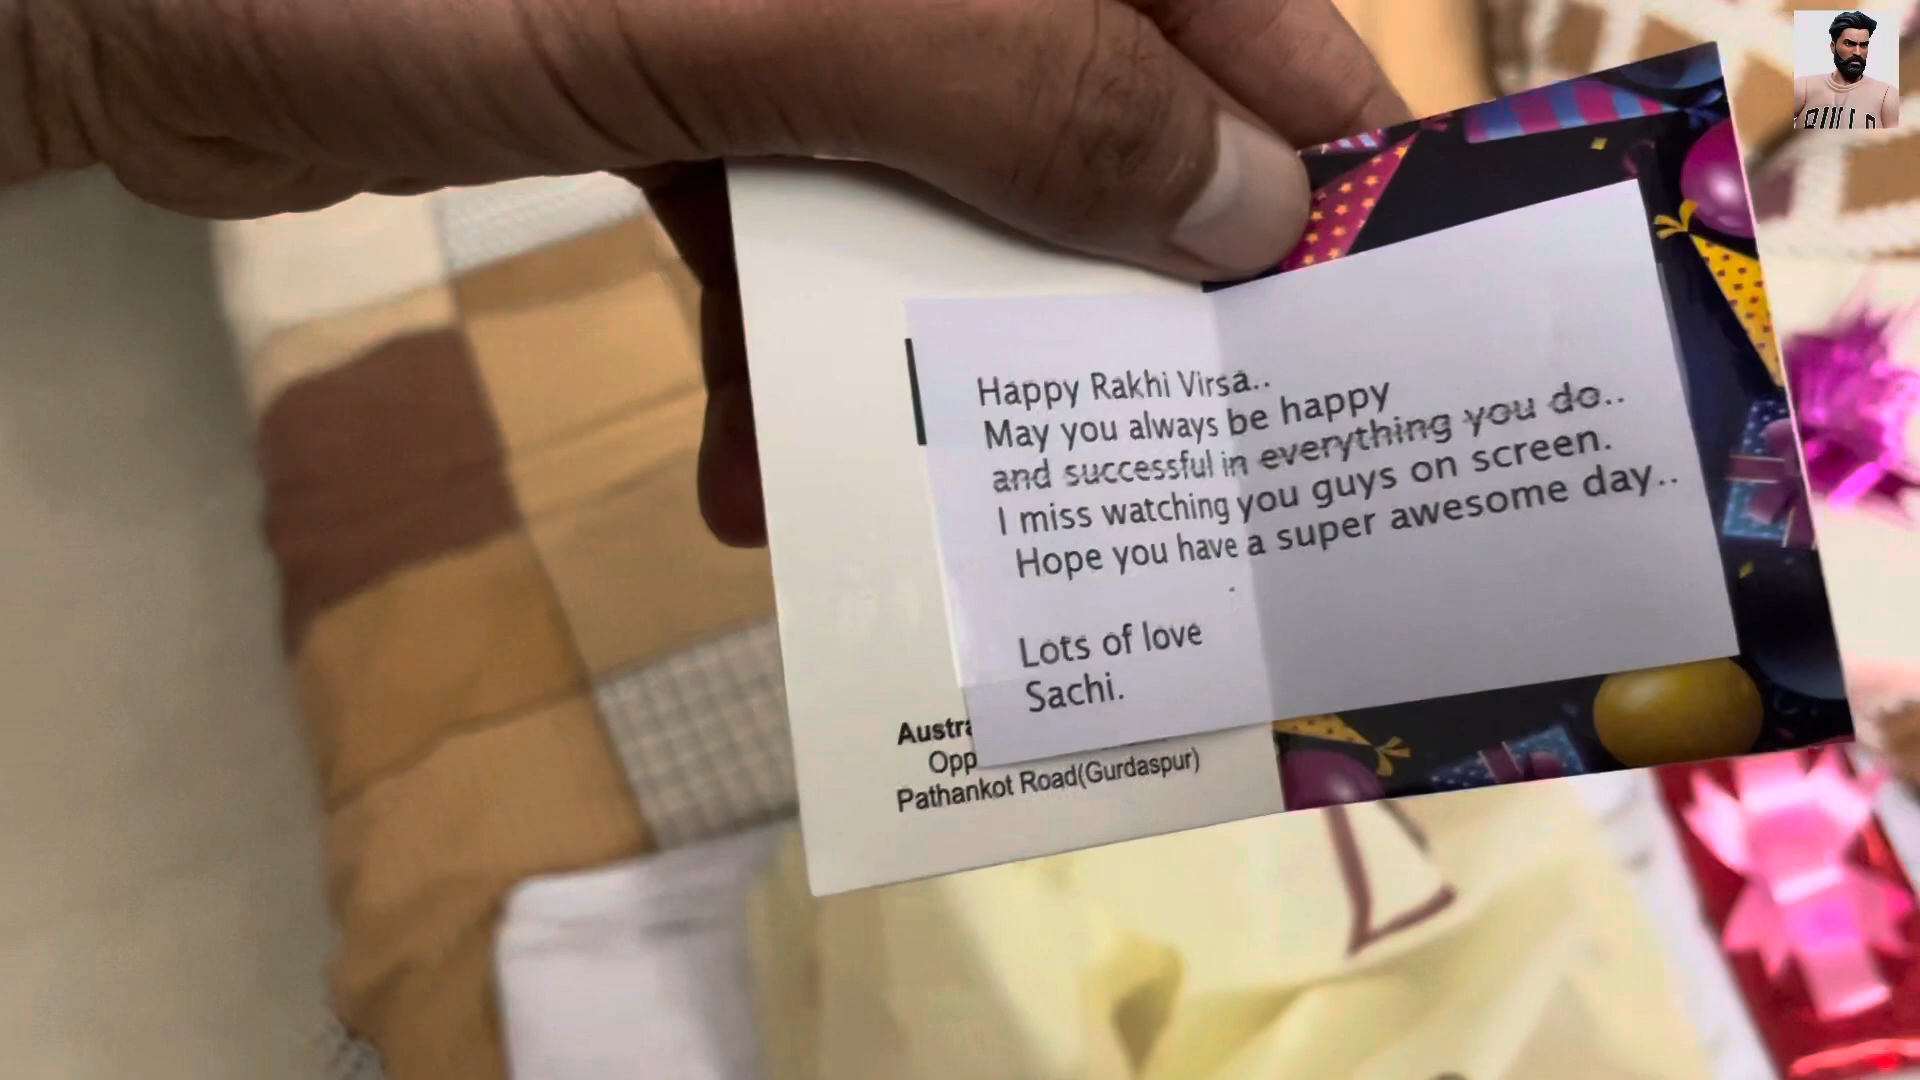 Happy Rakhi Virsa..
May you always be happy
and successful in everything you do..
I miss watching you guys on screen.
Hope you have a super awesome day..
Lots of love
Sachi.
Opp
Pathankot Road(Gurdaspur)